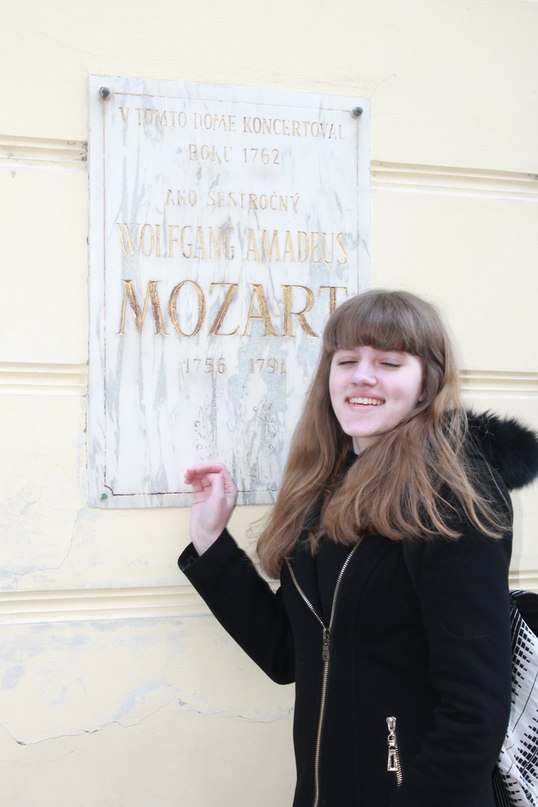 V TOMTO DOME KONCERTOVAL
ROKU 1762
AKO ŠESŤROČNÝ
WOLFGANG AMADEUS
MOZART
1756 1791